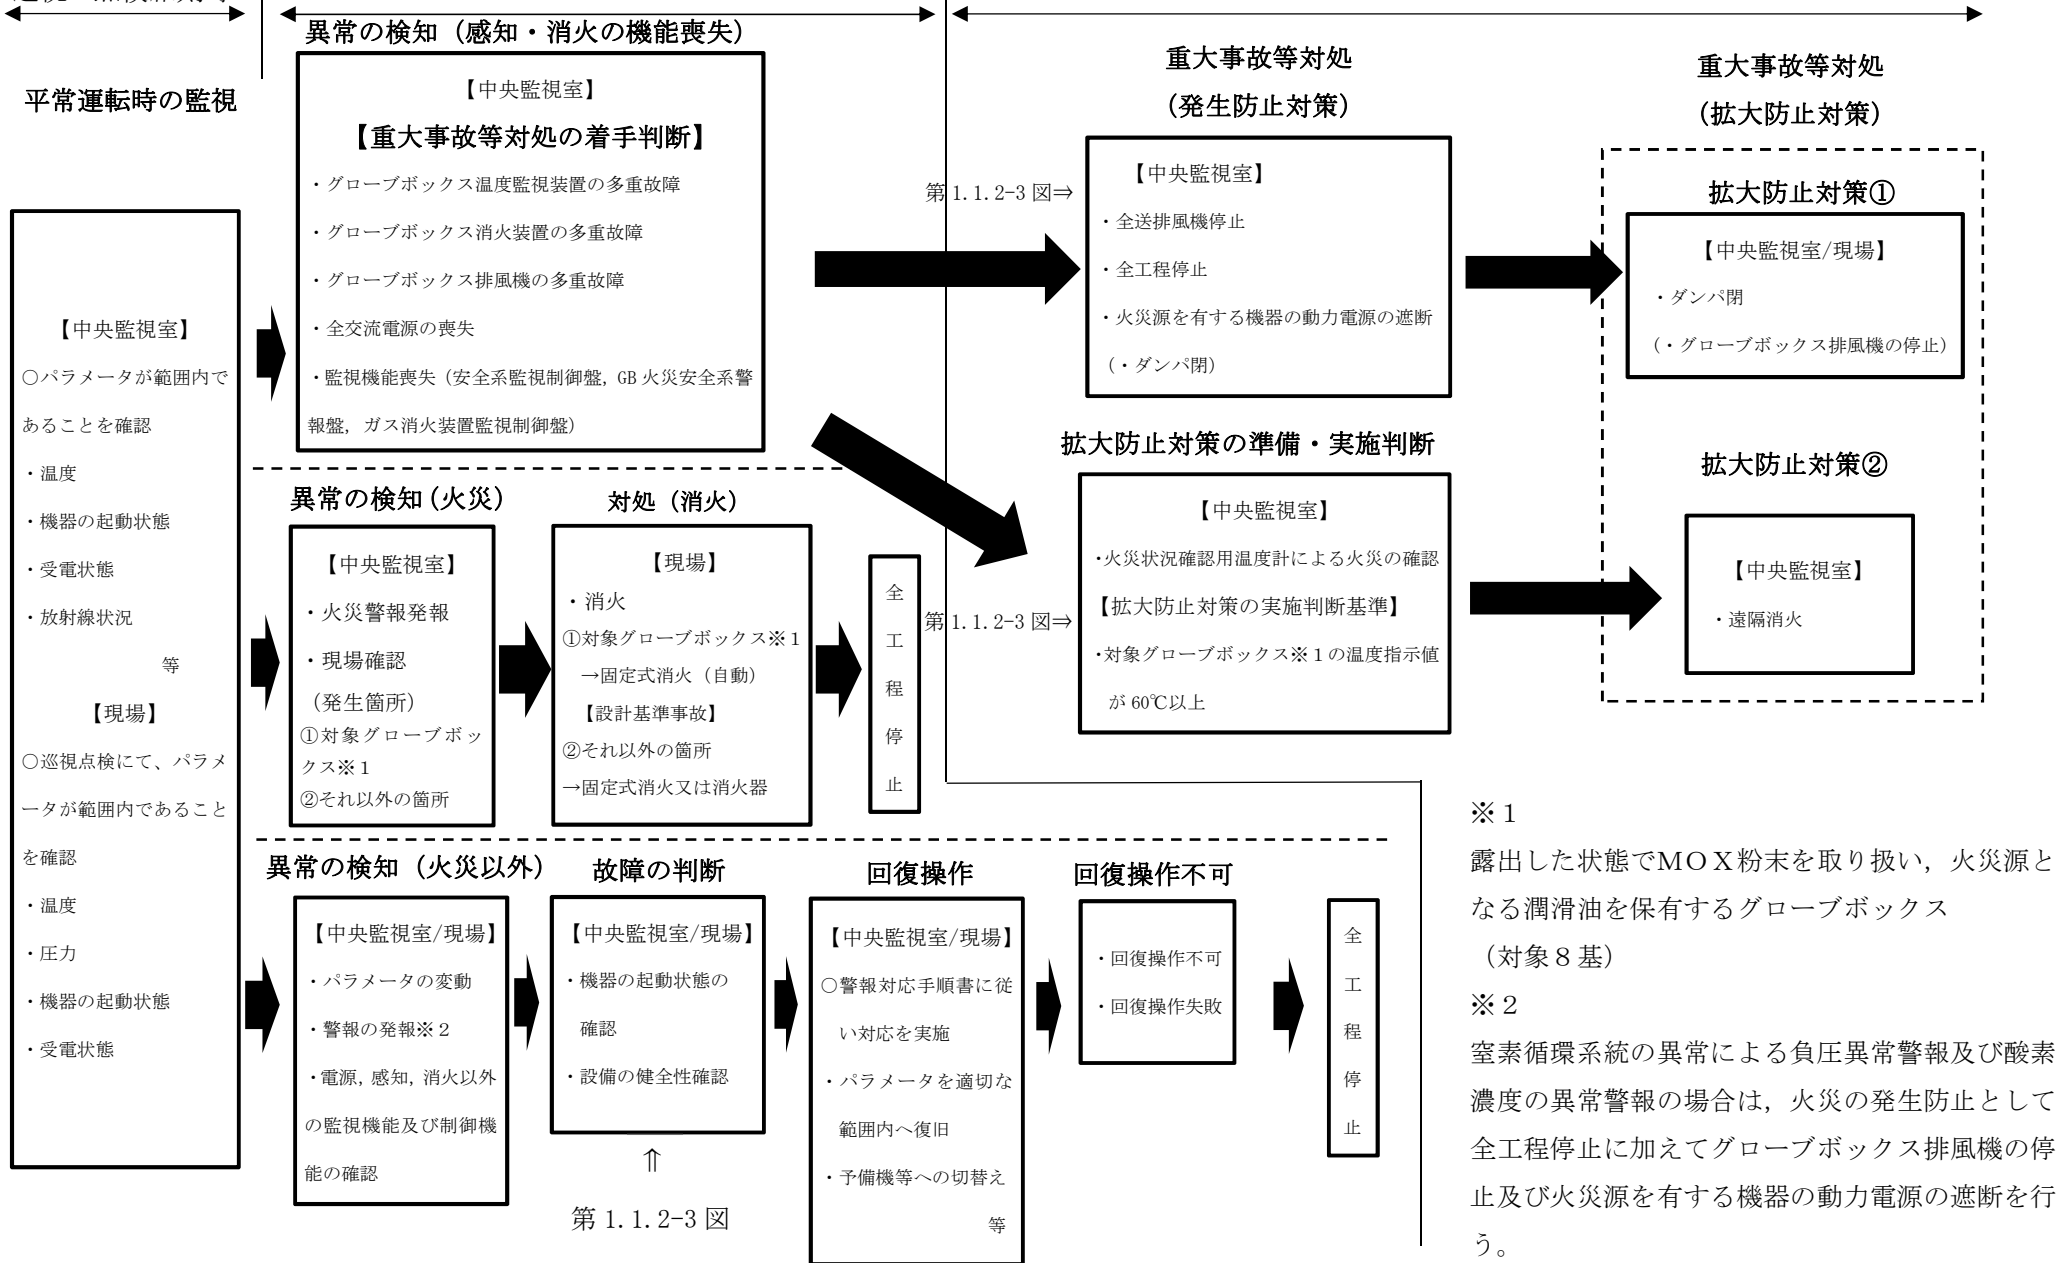 平常運転時の監視
【中央監視室】
○パラメータが範囲内で
あることを確認
・温度
・機器の起動状態
・受電状態
・放射線状況
等
【現場】
○巡視点検にて、パラメ
ータが範囲内であること
を確認
・温度
・圧力
・機器の起動状態
・受電状態
異常の検知（感知・消火の機能喪失）
【中央監視室】
【重大事故等対処の着手判断】
・グローブボックス温度監視装置の多重故障
・グローブボックス消火装置の多重故障
・グローブボックス排風機の多重故障
・全交流電源の喪失
・監視機能喪失（安全系監視制御盤，GB火災安全系警
報盤，ガス消火装置監視制御盤）
重大事故等対処
（発生防止対策）
第1.1.2-3図⇒
【中央監視室】
・全送排風機停止
・全工程停止
・火災源を有する機器の動力電源の遮断
（・ダンパ閉）
重大事故等対処
（拡大防止対策）
拡大防止対策①
【中央監視室/現場】
・ダンパ閉
（・グローブボックス排風機の停止）
拡大防止対策の準備・実施判断
第1.1.2-3図⇒
【中央監視室】
・火災状況確認用温度計による火災の確認
【拡大防止対策の実施判断基準】
・対象グローブボックス※１の温度指示値
が60℃以上
拡大防止対策②
【中央監視室】
・遠隔消火
異常の検知（火災）
【中央監視室】
・火災警報発報
・現場確認
（発生箇所）
①対象グローブボッ
クス※１
②それ以外の箇所
対処（消火）
【現場】
・消火
①対象グローブボックス※１
→固定式消火（自動）
【設計基準事故】
②それ以外の箇所
→固定式消火又は消火器
全工程停止
異常の検知（火災以外）
【中央監視室/現場】
・パラメータの変動
・警報の発報※２
・電源，感知，消火以外
の監視機能及び制御機
能の確認
故障の判断
【中央監視室/現場】
・機器の起動状態の
確認
・設備の健全性確認
⇑
第1.1.2-3図
回復操作
【中央監視室/現場】
○警報対応手順書に従
い対応を実施
・パラメータを適切な
範囲内へ復旧
・予備機等への切替え
等
回復操作不可
・回復操作不可
・回復操作失敗
全工程停止
※１
露出した状態でＭＯＸ粉末を取り扱い，火災源と
なる潤滑油を保有するグローブボックス
（対象８基）
※２
窒素循環系統の異常による負圧異常警報及び酸素
濃度の異常警報の場合は，火災の発生防止として
全工程停止に加えてグローブボックス排風機の停
止及び火災源を有する機器の動力電源の遮断を行
う。